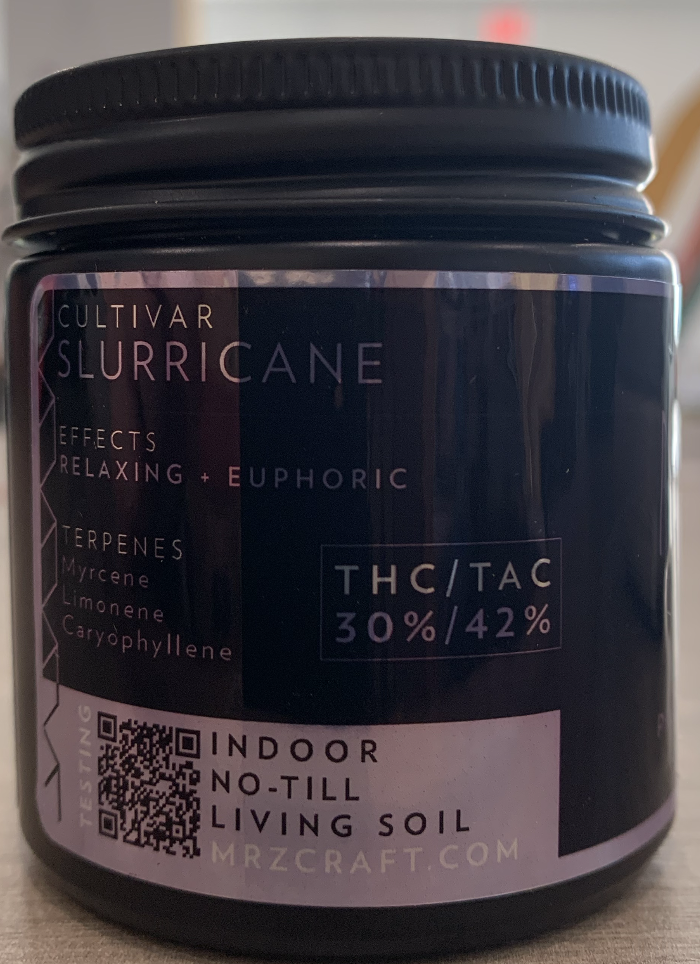 CULTIVAR
SLURRICANE
EFFECTS
RELAXING + EUPHORIC
TERPENES
Myrcene
Limonene
Caryophyllene
THC/TAC
30%/42%
TESTING
INDOOR
NO-TILL
LIVING SOIL
MRZCRAFT.COM